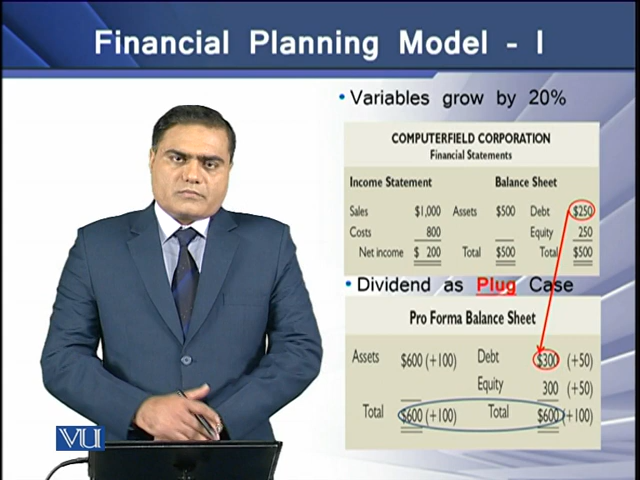 Financial Planning Model - I
• Variables grow by 20%
COMPUTERFIELD CORPORATION
Financial Statements
Income Statement Balance Sheet
Sales $1,000 Assets $500 Debt $250
Costs 800 Equity 250
Net income $ 200 Total $500 Total $500
• Dividend as Plug Case
Pro Forma Balance Sheet
Assets $600 (+100) Debt $300 (+50)
Equity 300 (+50)
Total $600 (+100) Total $600 (+100)
VU